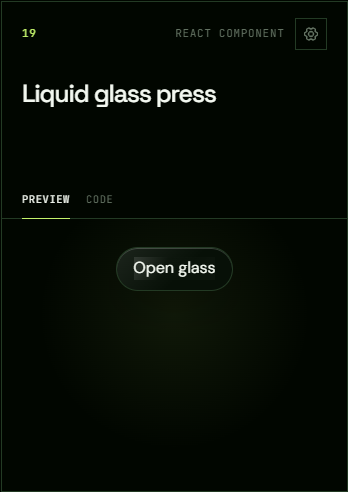 19
REACT COMPONENT
Liquid glass press
PREVIEW CODE
Open glass